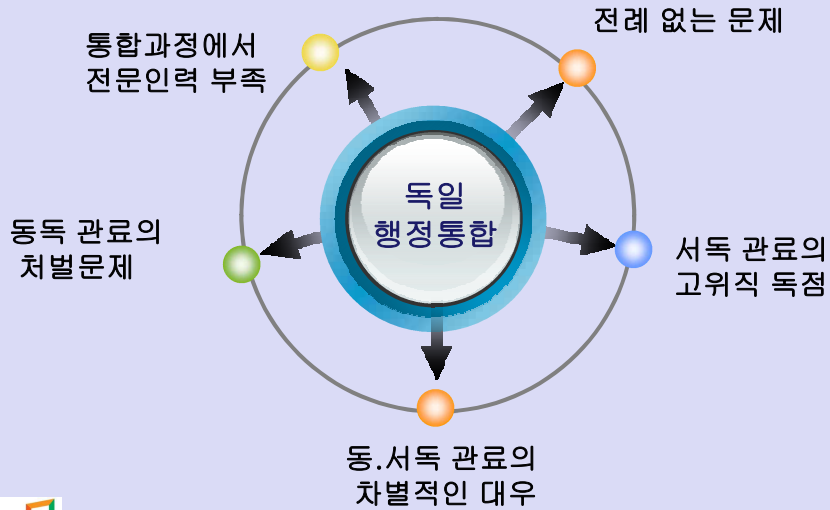 전례 없는 문제
통합과정에서
전문인력 부족
독일
행정통합
동독 관료의
처벌문제
서독 관료의
고위직 독점
동.서독 관료의
차별적인 대우